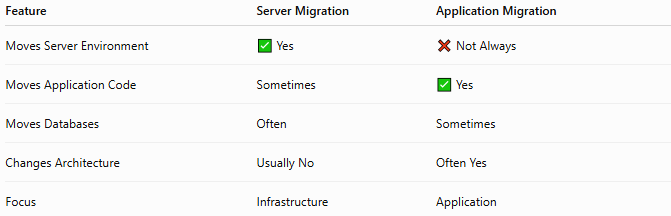 Feature Server Migration Application Migration
Moves Server Environment ✅ Yes ❌ Not Always
Moves Application Code Sometimes ✅ Yes
Moves Databases Often Sometimes
Changes Architecture Usually No Often Yes
Focus Infrastructure Application